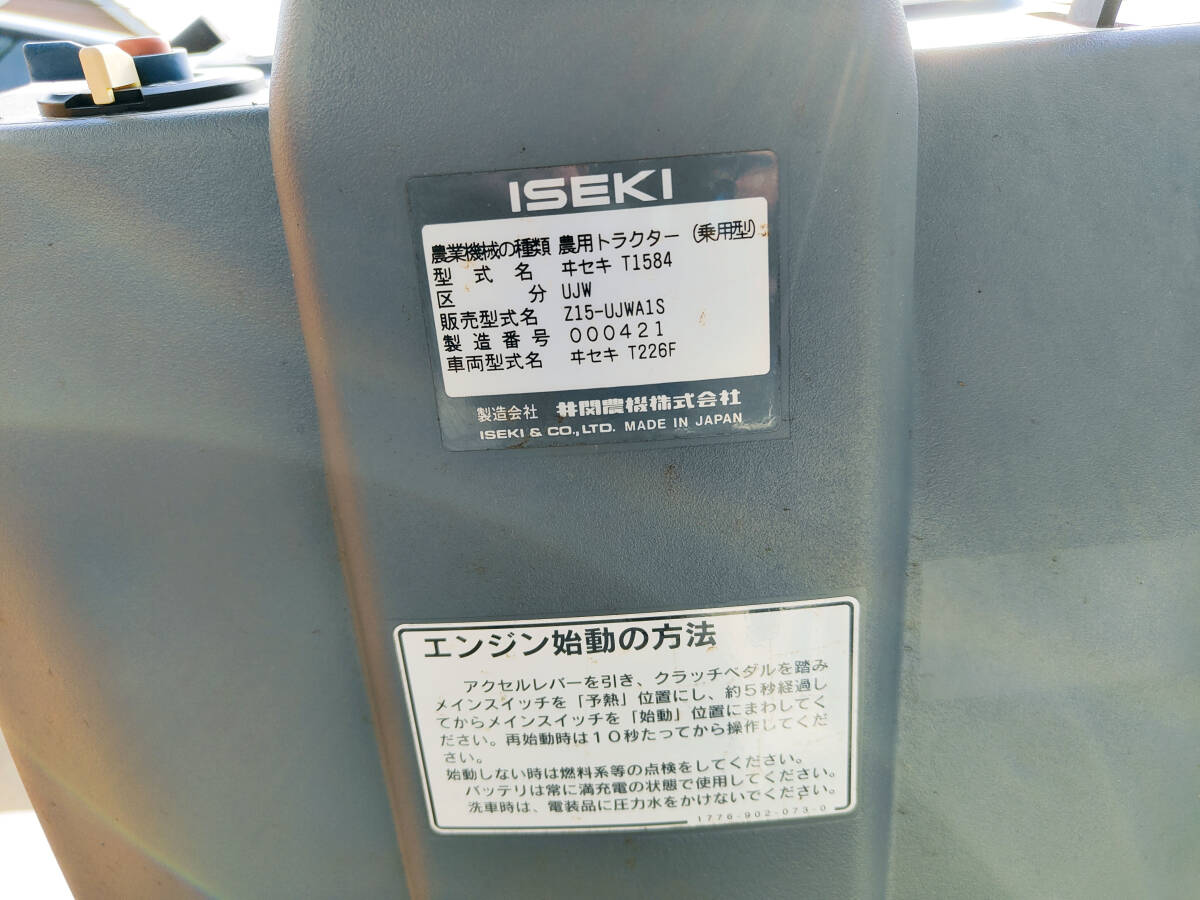 ISEKI
農業機械の種類 農用トラクター (乗用型)
型式名 ヰセキ T1584
区分 UJW
販売型式名 Z15-UJWA1S
製造番号 000421
車両型式名 ヰセキ T226F
製造会社 井関農機株式会社
ISEKI & CO.,LTD. MADE IN JAPAN
エンジン始動の方法
アクセルレバーを引き、クラッチペダルを踏み
メインスイッチを「予熱」位置にし、約5秒経過し
てからメインスイッチを「始動」位置にまわしてく
ださい。再始動時は10秒たってから操作してくだ
さい。
始動しない時は燃料系等の点検をしてください。
バッテリは常に満充電の状態で使用してください。
洗車時は、電装品に圧力水をかけないでください。
1776-902-073-0